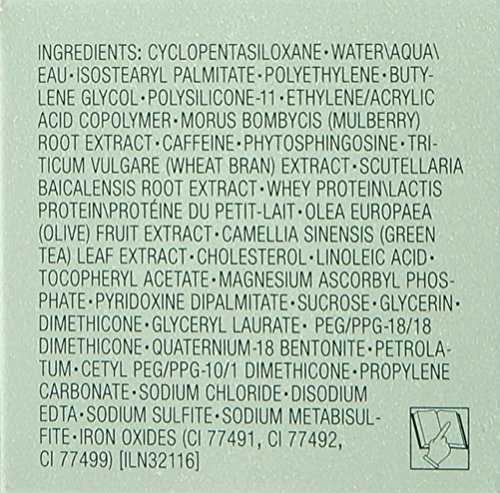 INGREDIENTS: CYCLOPENTASILOXANE • WATER\AQUA\
EAU • ISOSTEARYL PALMITATE • POLYETHYLENE • BUTY-
LENE GLYCOL • POLYSILICONE-11 • ETHYLENE/ACRYLIC
ACID COPOLYMER • MORUS BOMBYCIS (MULBERRY)
ROOT EXTRACT • CAFFEINE • PHYTOSPHINGOSINE • TRI-
TICUM VULGARE (WHEAT BRAN) EXTRACT • SCUTELLARIA
BAICALENSIS ROOT EXTRACT • WHEY PROTEIN\LACTIS
PROTEIN\PROTÉINE DU PETIT-LAIT • OLEA EUROPAEA
(OLIVE) FRUIT EXTRACT • CAMELLIA SINENSIS (GREEN
TEA) LEAF EXTRACT • CHOLESTEROL • LINOLEIC ACID •
TOCOPHERYL ACETATE • MAGNESIUM ASCORBYL PHOS-
PHATE • PYRIDOXINE DIPALMITATE • SUCROSE • GLYCERIN •
DIMETHICONE • GLYCERYL LAURATE • PEG/PPG-18/18
DIMETHICONE • QUATERNIUM-18 BENTONITE • PETROLA-
TUM • CETYL PEG/PPG-10/1 DIMETHICONE • PROPYLENE
CARBONATE • SODIUM CHLORIDE • DISODIUM
EDTA • SODIUM SULFITE • SODIUM METABISUL-
FITE • IRON OXIDES (CI 77491, CI 77492,
CI 77499) [ILN32116]